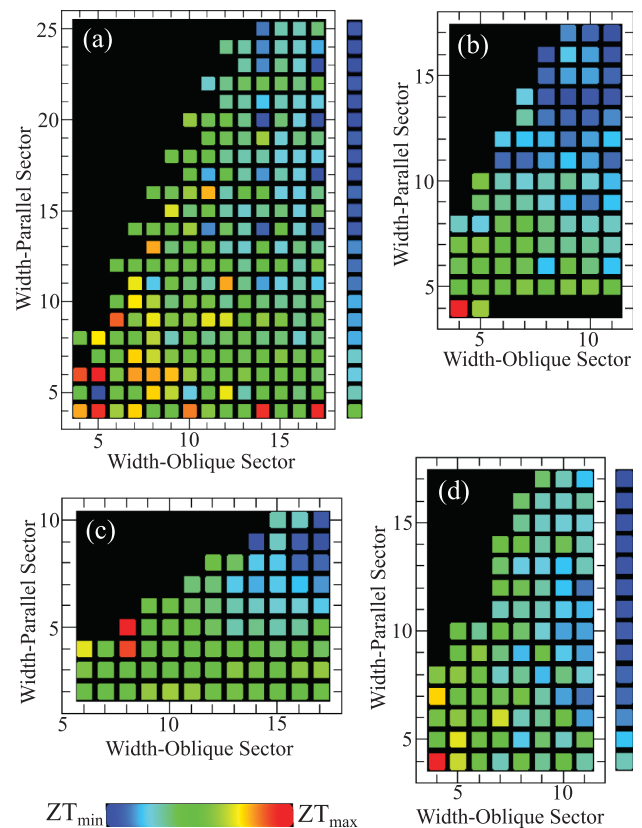 (a)
Width-Parallel Sector
25
20
15
10
5
5 10 15
Width-Oblique Sector
(b)
Width-Parallel Sector
15
10
5
5 10
Width-Oblique Sector
(c)
Width-Parallel Sector
10
5
5 10 15
Width-Oblique Sector
(d)
Width-Parallel Sector
15
10
5
5 10
Width-Oblique Sector
ZTmin ZTmax